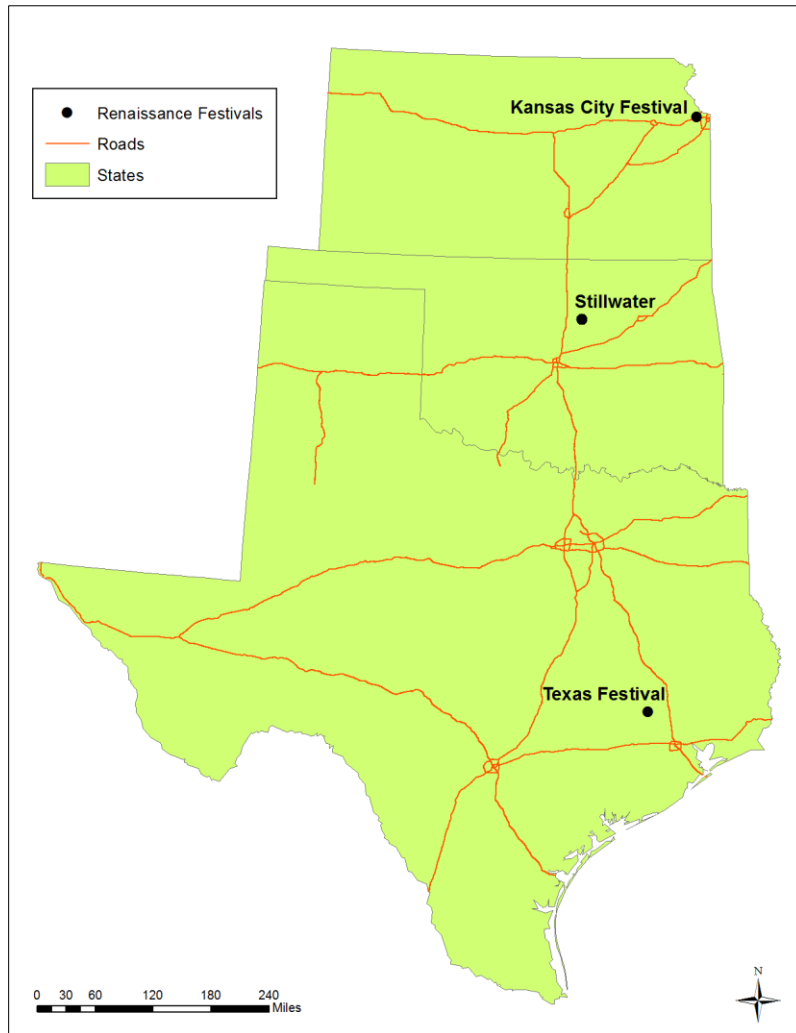 Renaissance Festivals
Roads
States
Kansas City Festival
Stillwater
Texas Festival
0 30 60 120 180 240
Miles
N